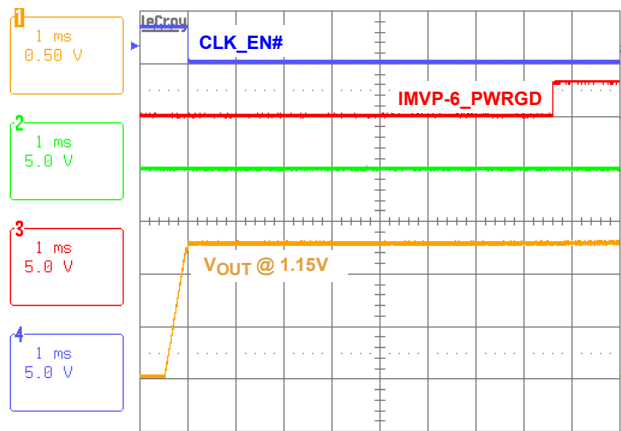 1
1 ms
0.50 V
2
1 ms
5.0 V
3
1 ms
5.0 V
4
1 ms
5.0 V
LeCroy
CLK_EN#
IMVP-6_PWRGD
VOUT @ 1.15V